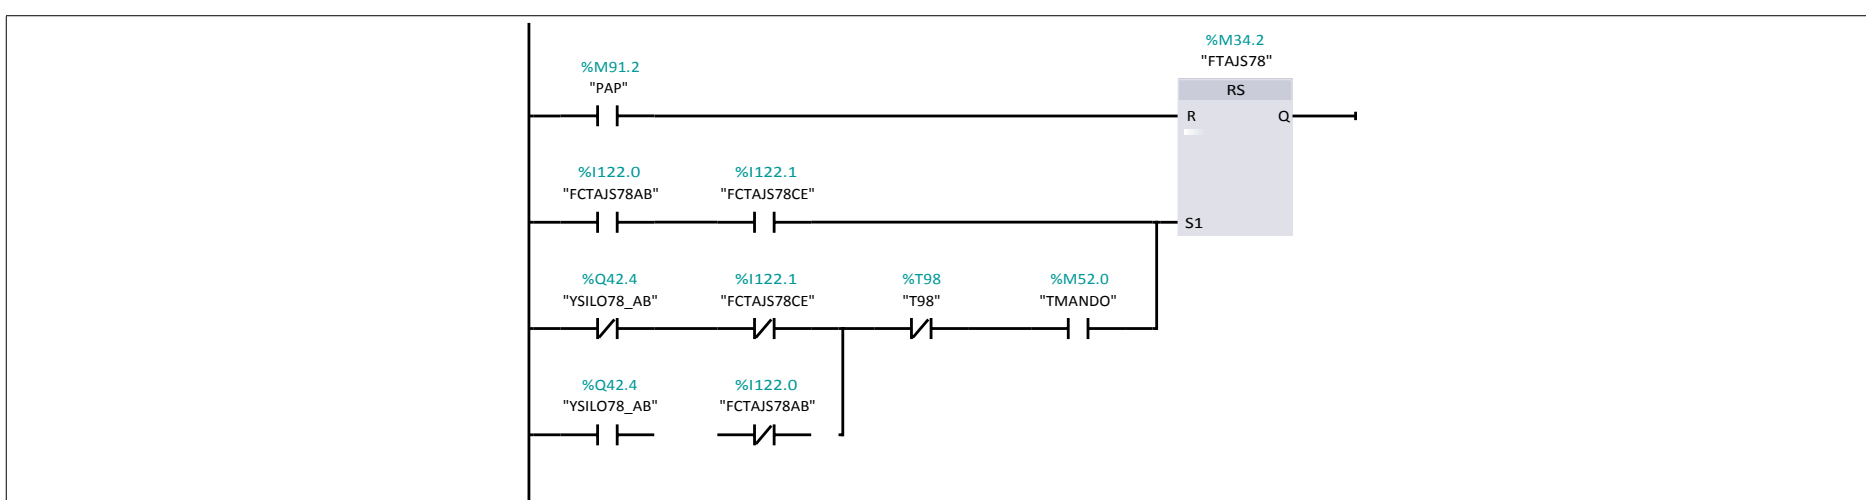 %M34.2
"FTAJS78"
%M91.2
"PAP"
RS
R
Q
%I122.0
%I122.1
"FCTAJS78AB"
"FCTAJS78CE"
S1
%Q42.4
%I122.1
%T98
%M52.0
"YSILO78_AB"
"FCTAJS78CE"
"T98"
"TMANDO"
%Q42.4
%I122.0
"YSILO78_AB"
"FCTAJS78AB"